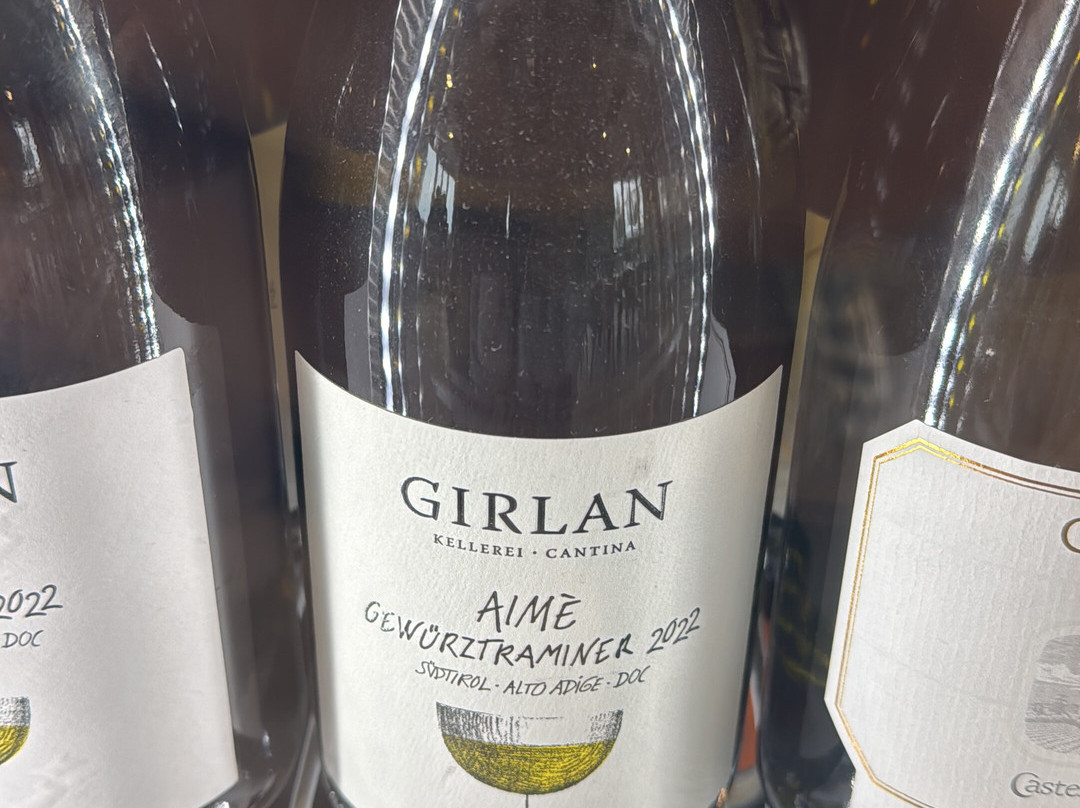 GIRLAN
KELLEREI · CANTINA
AIMÈ
GEWÜRZTRAMINER 2022
SÜDTIROL · ALTO ADIGE · DOC
N
2022
DOC